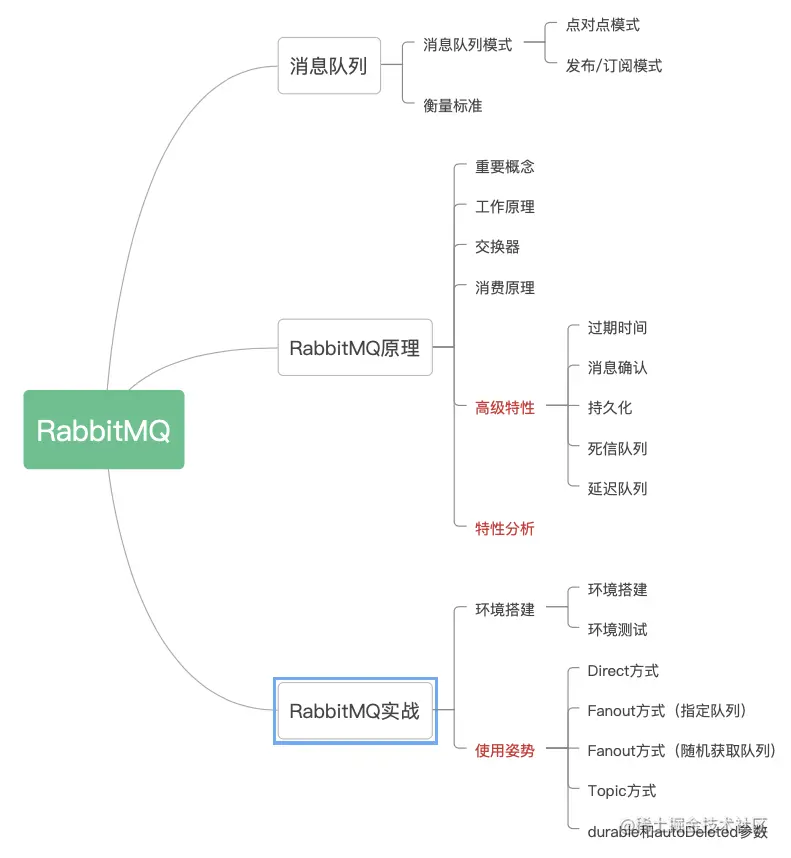 消息队列
消息队列模式
点对点模式
发布/订阅模式
衡量标准
RabbitMQ
RabbitMQ原理
重要概念
工作原理
交换器
消费原理
高级特性
过期时间
消息确认
持久化
死信队列
延迟队列
特性分析
RabbitMQ实战
环境搭建
环境搭建
环境测试
使用姿势
Direct方式
Fanout方式（指定队列）
Fanout方式（随机获取队列）
Topic方式
durable和autoDeleted参数
@稀土掘金技术社区